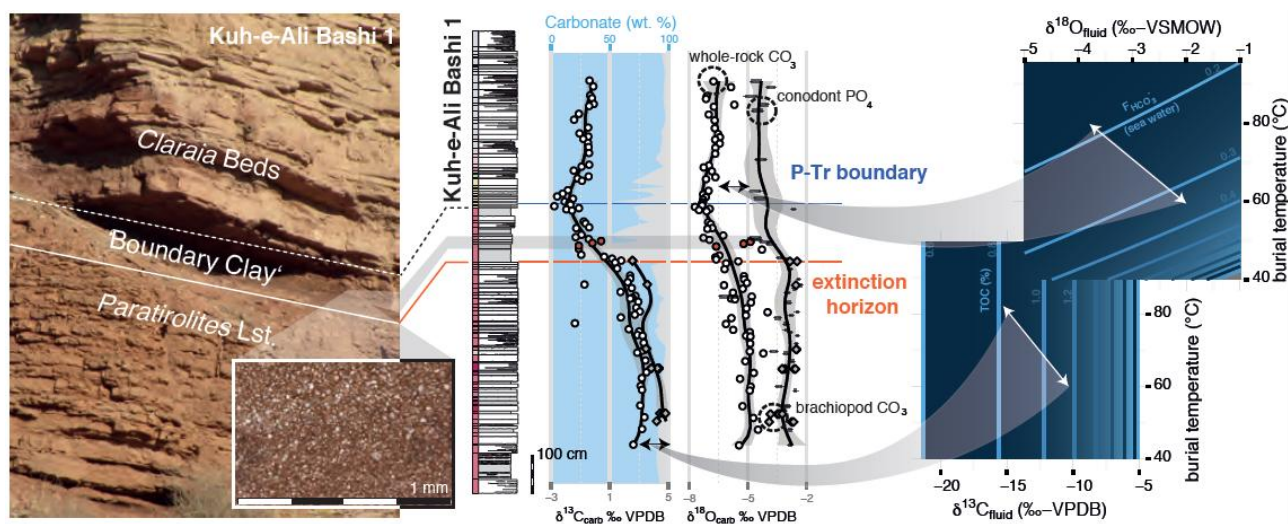 Kuh-e-Ali Bashi 1
Claraia Beds
'Boundary Clay'
Paratirolites Lst.
1 mm
Kuh-e-Ali Bashi 1
100 cm
Carbonate (wt. %)
0 100
whole-rock CO3
conodont PO4
P-Tr boundary
extinction horizon
brachiopod CO3
–3 1 5
δ13Ccarb ‰ VPDB
–8 –5 –2
δ18Ocarb ‰ VPDB
δ18Ofluid (‰–VSMOW)
–5 –4 –3 –2 –1
0.2
FHCO3-
(sea water)
0.3
0.4
80
60
40
burial temperature (°C)
TOC (%)
1.0
1.2
80
60
40
burial temperature (°C)
–20 –15 –10 –5
δ13Cfluid (‰–VPDB)